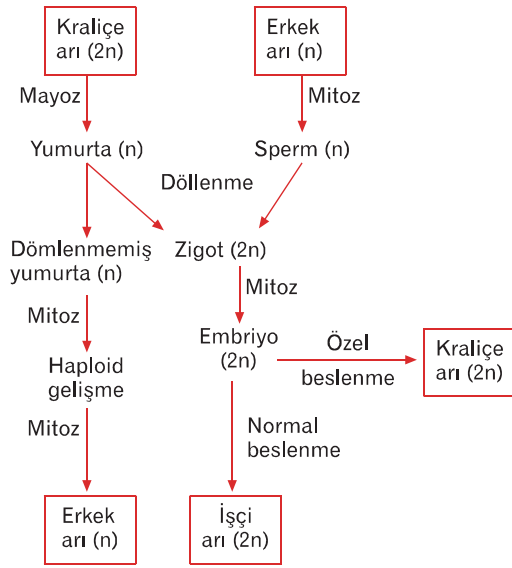 Kraliçe
arı (2n)
Erkek
arı (n)
Mayoz
Mitoz
Yumurta (n)
Sperm (n)
Döllenme
Dömlenmemiş
yumurta (n)
Zigot (2n)
Mitoz
Mitoz
Embriyo
(2n)
Özel
beslenme
Kraliçe
arı (2n)
Haploid
gelişme
Mitoz
Normal
beslenme
Erkek
arı (n)
İşçi
arı (2n)